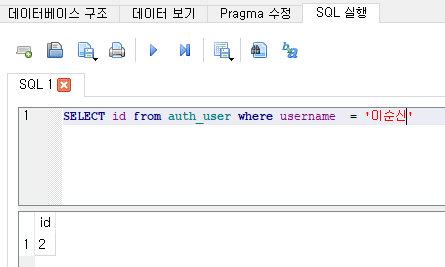 데이터베이스 구조 데이터 보기 Pragma 수정 SQL 실행
SQL 1
1 SELECT id from auth_user where username = '이순신'
id
1 2